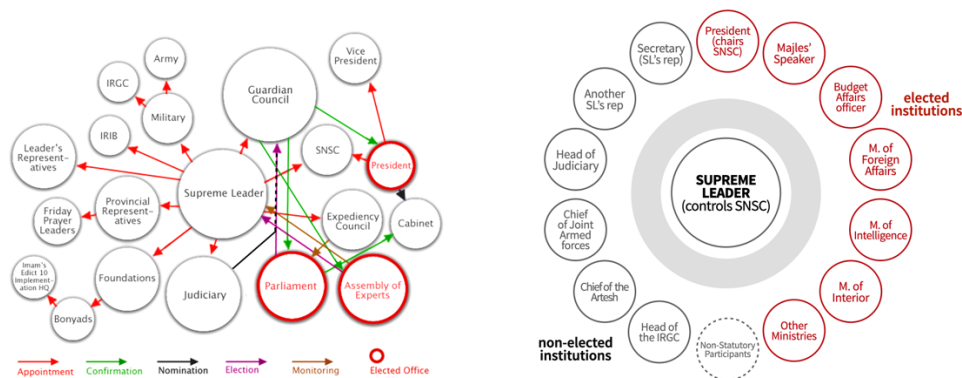 Army
IRGC
Military
IRIB
Leader's
Represent-
atives
Friday
Prayer
Leaders
Provincial
Represent-
atives
Imam's
Edict 10
Implement-
ation HQ
Bonyads
Foundations
Judiciary
Supreme Leader
Guardian
Council
Vice
President
SNSC
President
Expediency
Council
Cabinet
Parliament
Assembly of
Experts
Appointment
Confirmation
Nomination
Election
Monitoring
Elected Office
President
(chairs
SNSC)
Majles'
Speaker
Budget
Affairs
officer
elected
institutions
M. of
Foreign
Affairs
M. of
Intelligence
M. of
Interior
Other
Ministries
Non-Statutory
Participants
Head of
the IRGC
non-elected
institutions
Chief of the
Artesh
Chief
of Joint
Armed
forces
Head of
Judiciary
Another
SL's rep
Secretary
(SL's rep)
SUPREME
LEADER
(controls SNSC)